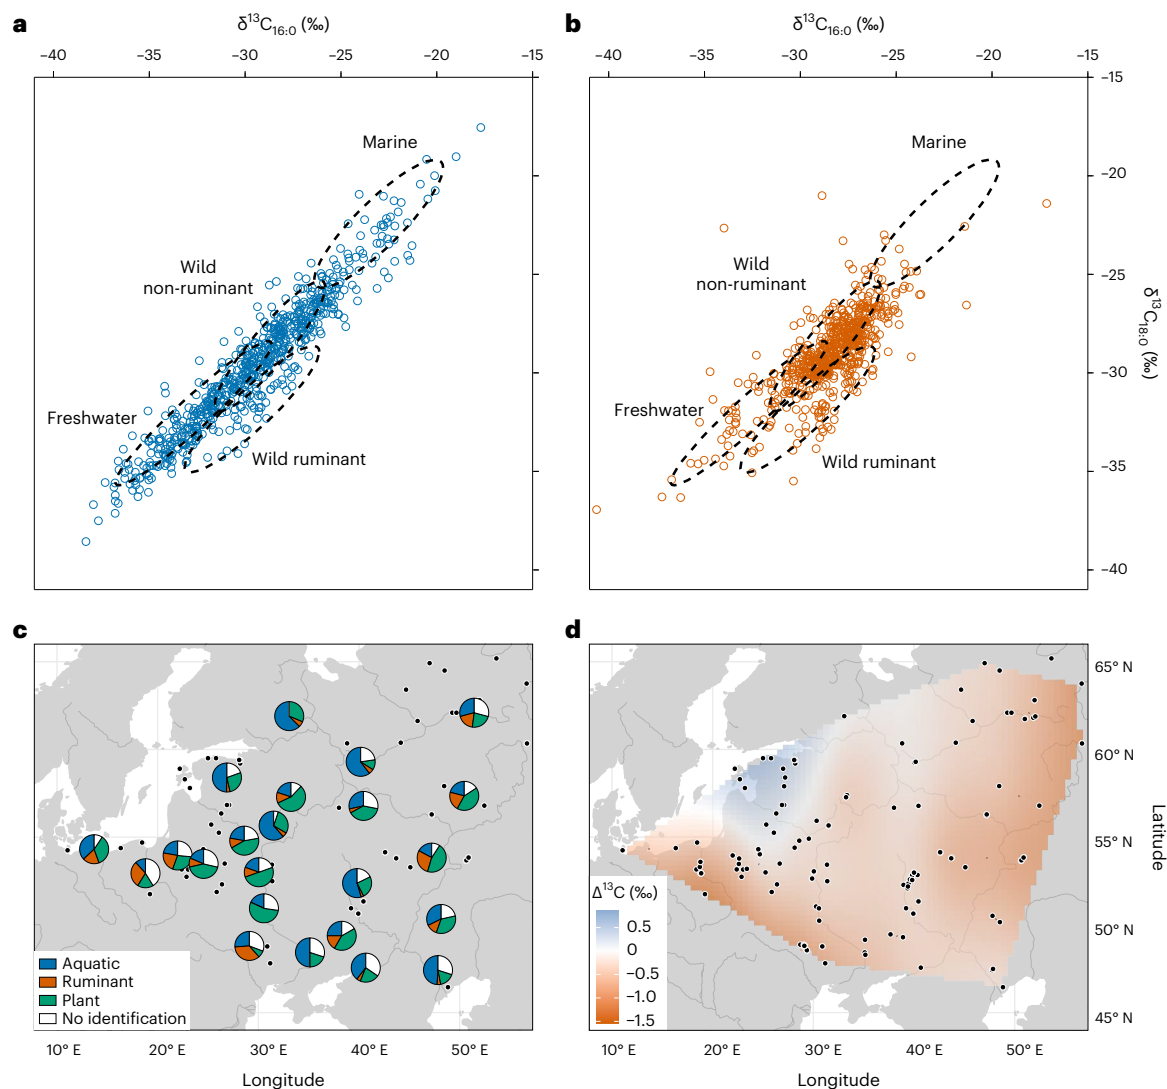 a
δ13C16:0 (‰)
–40 –35 –30 –25 –20 –15
Marine
Wild
non-ruminant
Freshwater
Wild ruminant
b
δ13C16:0 (‰)
–40 –35 –30 –25 –20 –15
–15
–20
–25
–30
–35
–40
δ13C18:0 (‰)
Marine
Wild
non-ruminant
Freshwater
Wild ruminant
c
Aquatic
Ruminant
Plant
No identification
10° E 20° E 30° E 40° E 50° E
Longitude
d
Δ13C (‰)
0.5
0
–0.5
–1.0
–1.5
65° N
60° N
55° N
50° N
45° N
Latitude
10° E 20° E 30° E 40° E 50° E
Longitude